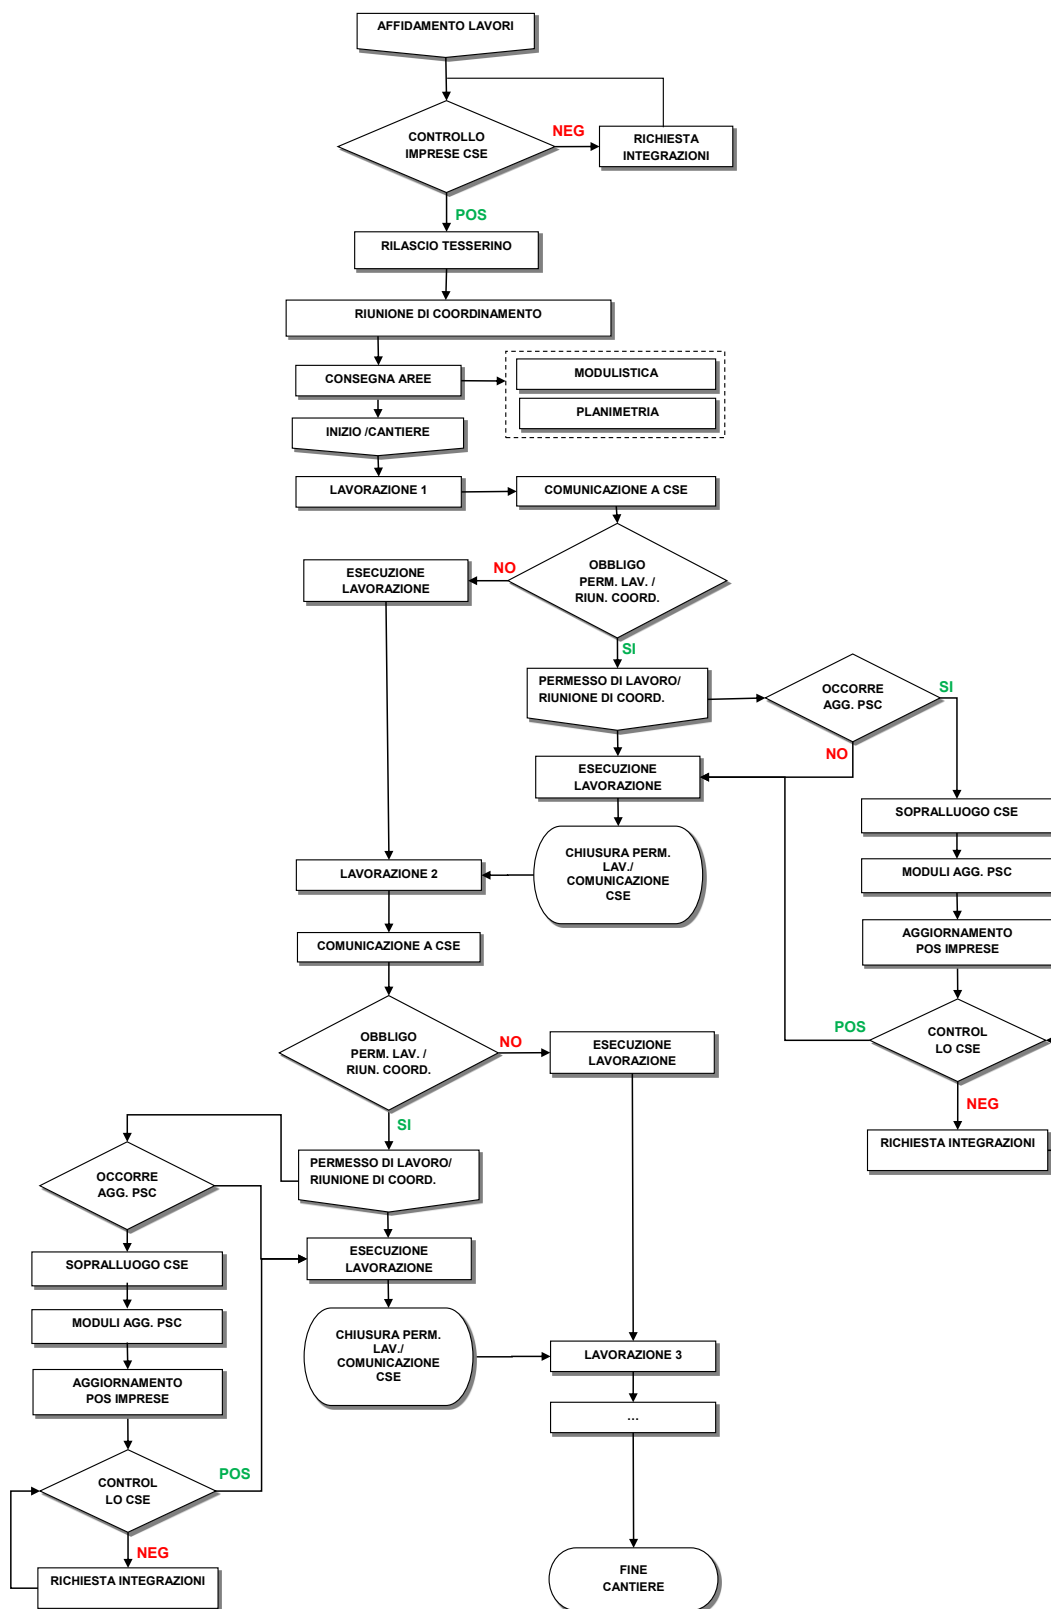 AFFIDAMENTO LAVORI
CONTROLLO
IMPRESE CSE
NEG
RICHIESTA
INTEGRAZIONI
POS
RILASCIO TESSERINO
RIUNIONE DI COORDINAMENTO
CONSEGNA AREE
MODULISTICA
PLANIMETRIA
INIZIO /CANTIERE
LAVORAZIONE 1
COMUNICAZIONE A CSE
OBBLIGO
PERM. LAV. /
RIUN. COORD.
NO
ESECUZIONE
LAVORAZIONE
SI
PERMESSO DI LAVORO/
RIUNIONE DI COORD.
OCCORRE
AGG. PSC
SI
NO
ESECUZIONE
LAVORAZIONE
SOPRALLUOGO CSE
CHIUSURA PERM.
LAV./
COMUNICAZIONE
CSE
LAVORAZIONE 2
MODULI AGG. PSC
COMUNICAZIONE A CSE
AGGIORNAMENTO
POS IMPRESE
OBBLIGO
PERM. LAV. /
RIUN. COORD.
NO
ESECUZIONE
LAVORAZIONE
POS
CONTROL
LO CSE
NEG
RICHIESTA INTEGRAZIONI
SI
PERMESSO DI LAVORO/
RIUNIONE DI COORD.
OCCORRE
AGG. PSC
ESECUZIONE
LAVORAZIONE
SOPRALLUOGO CSE
MODULI AGG. PSC
CHIUSURA PERM.
LAV./
COMUNICAZIONE
CSE
LAVORAZIONE 3
AGGIORNAMENTO
POS IMPRESE
...
CONTROL
LO CSE
POS
NEG
RICHIESTA INTEGRAZIONI
FINE
CANTIERE